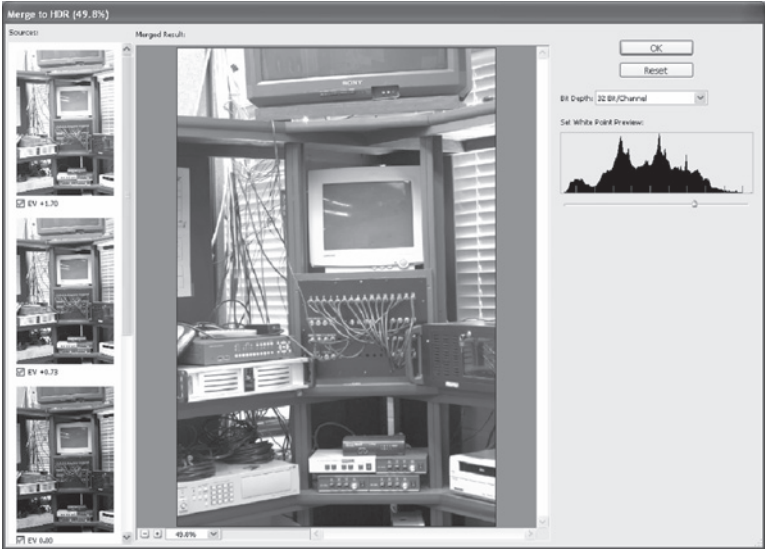 Merge to HDR (49.8%)
Sources:
EV +1.70
EV +0.73
EV 0.00
Merged Result:
SONY
49.8%
OK
Reset
Bit Depth: 32 Bit/Channel
Set White Point Preview: